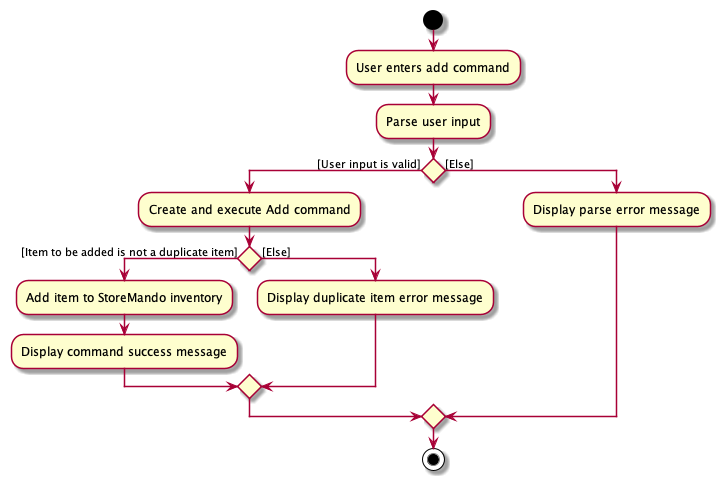 User enters add command
Parse user input
[User input is valid]
[Else]
Create and execute Add command
Display parse error message
[Item to be added is not a duplicate item]
[Else]
Add item to StoreMando inventory
Display duplicate item error message
Display command success message